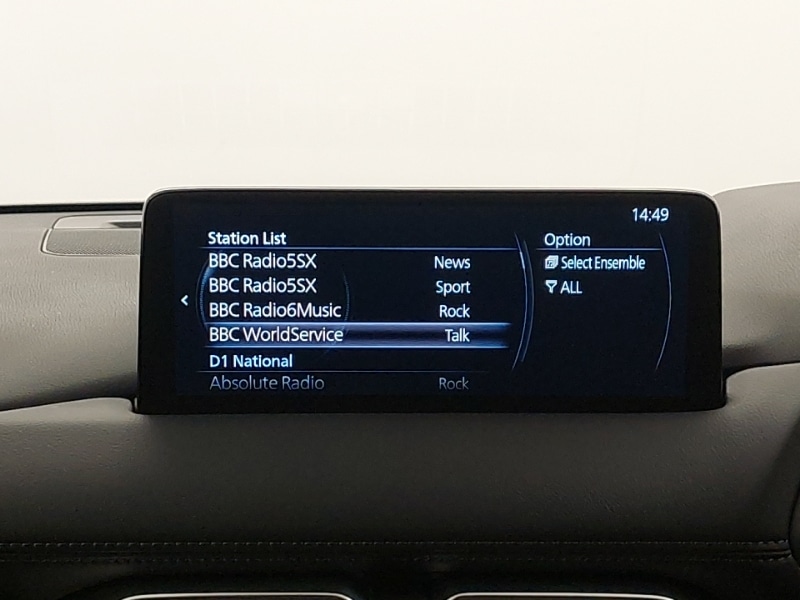 14:49
Station List
Option
BBC Radio5SX News
Select Ensemble
BBC Radio5SX Sport
ALL
BBC Radio6Music Rock
BBC WorldService Talk
D1 National
Absolute Radio Rock